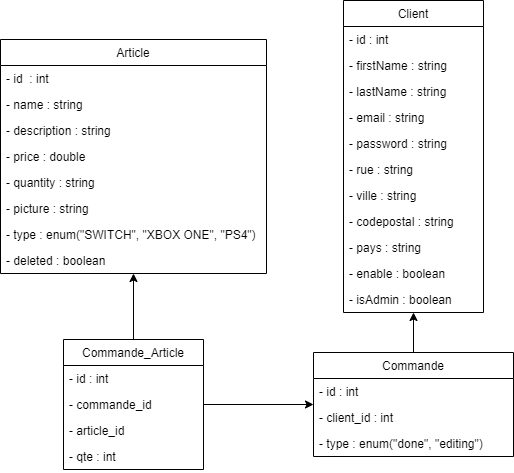 Article
- id : int
- name : string
- description : string
- price : double
- quantity : string
- picture : string
- type : enum("SWITCH", "XBOX ONE", "PS4")
- deleted : boolean
Client
- id : int
- firstName : string
- lastName : string
- email : string
- password : string
- rue : string
- ville : string
- codepostal : string
- pays : string
- enable : boolean
- isAdmin : boolean
Commande_Article
- id : int
- commande_id
- article_id
- qte : int
Commande
- id : int
- client_id : int
- type : enum("done", "editing")